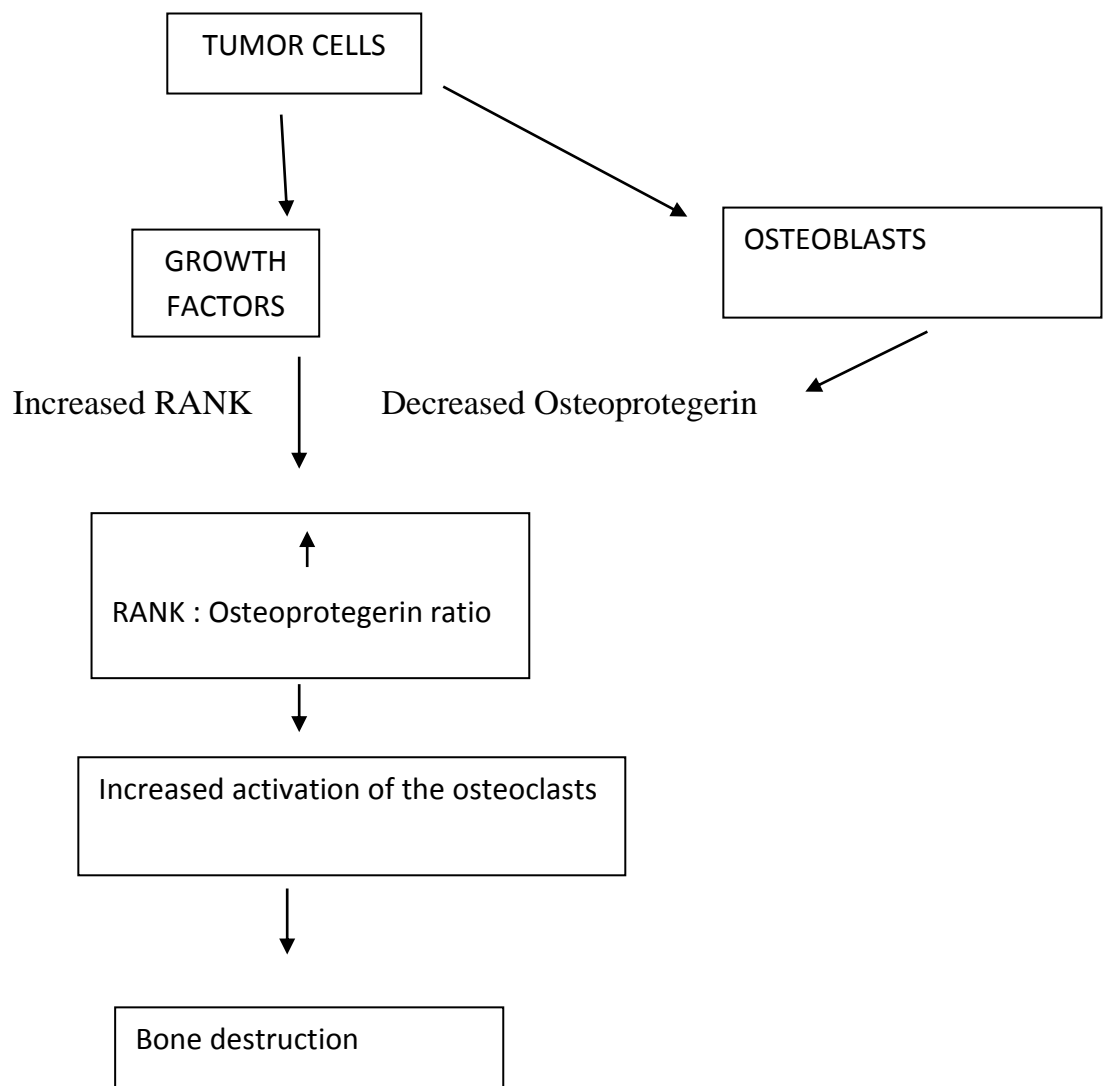 TUMOR CELLS
OSTEOBLASTS
GROWTH
FACTORS
Increased RANK
Decreased Osteoprotegerin
RANK : Osteoprotegerin ratio
Increased activation of the osteoclasts
Bone destruction